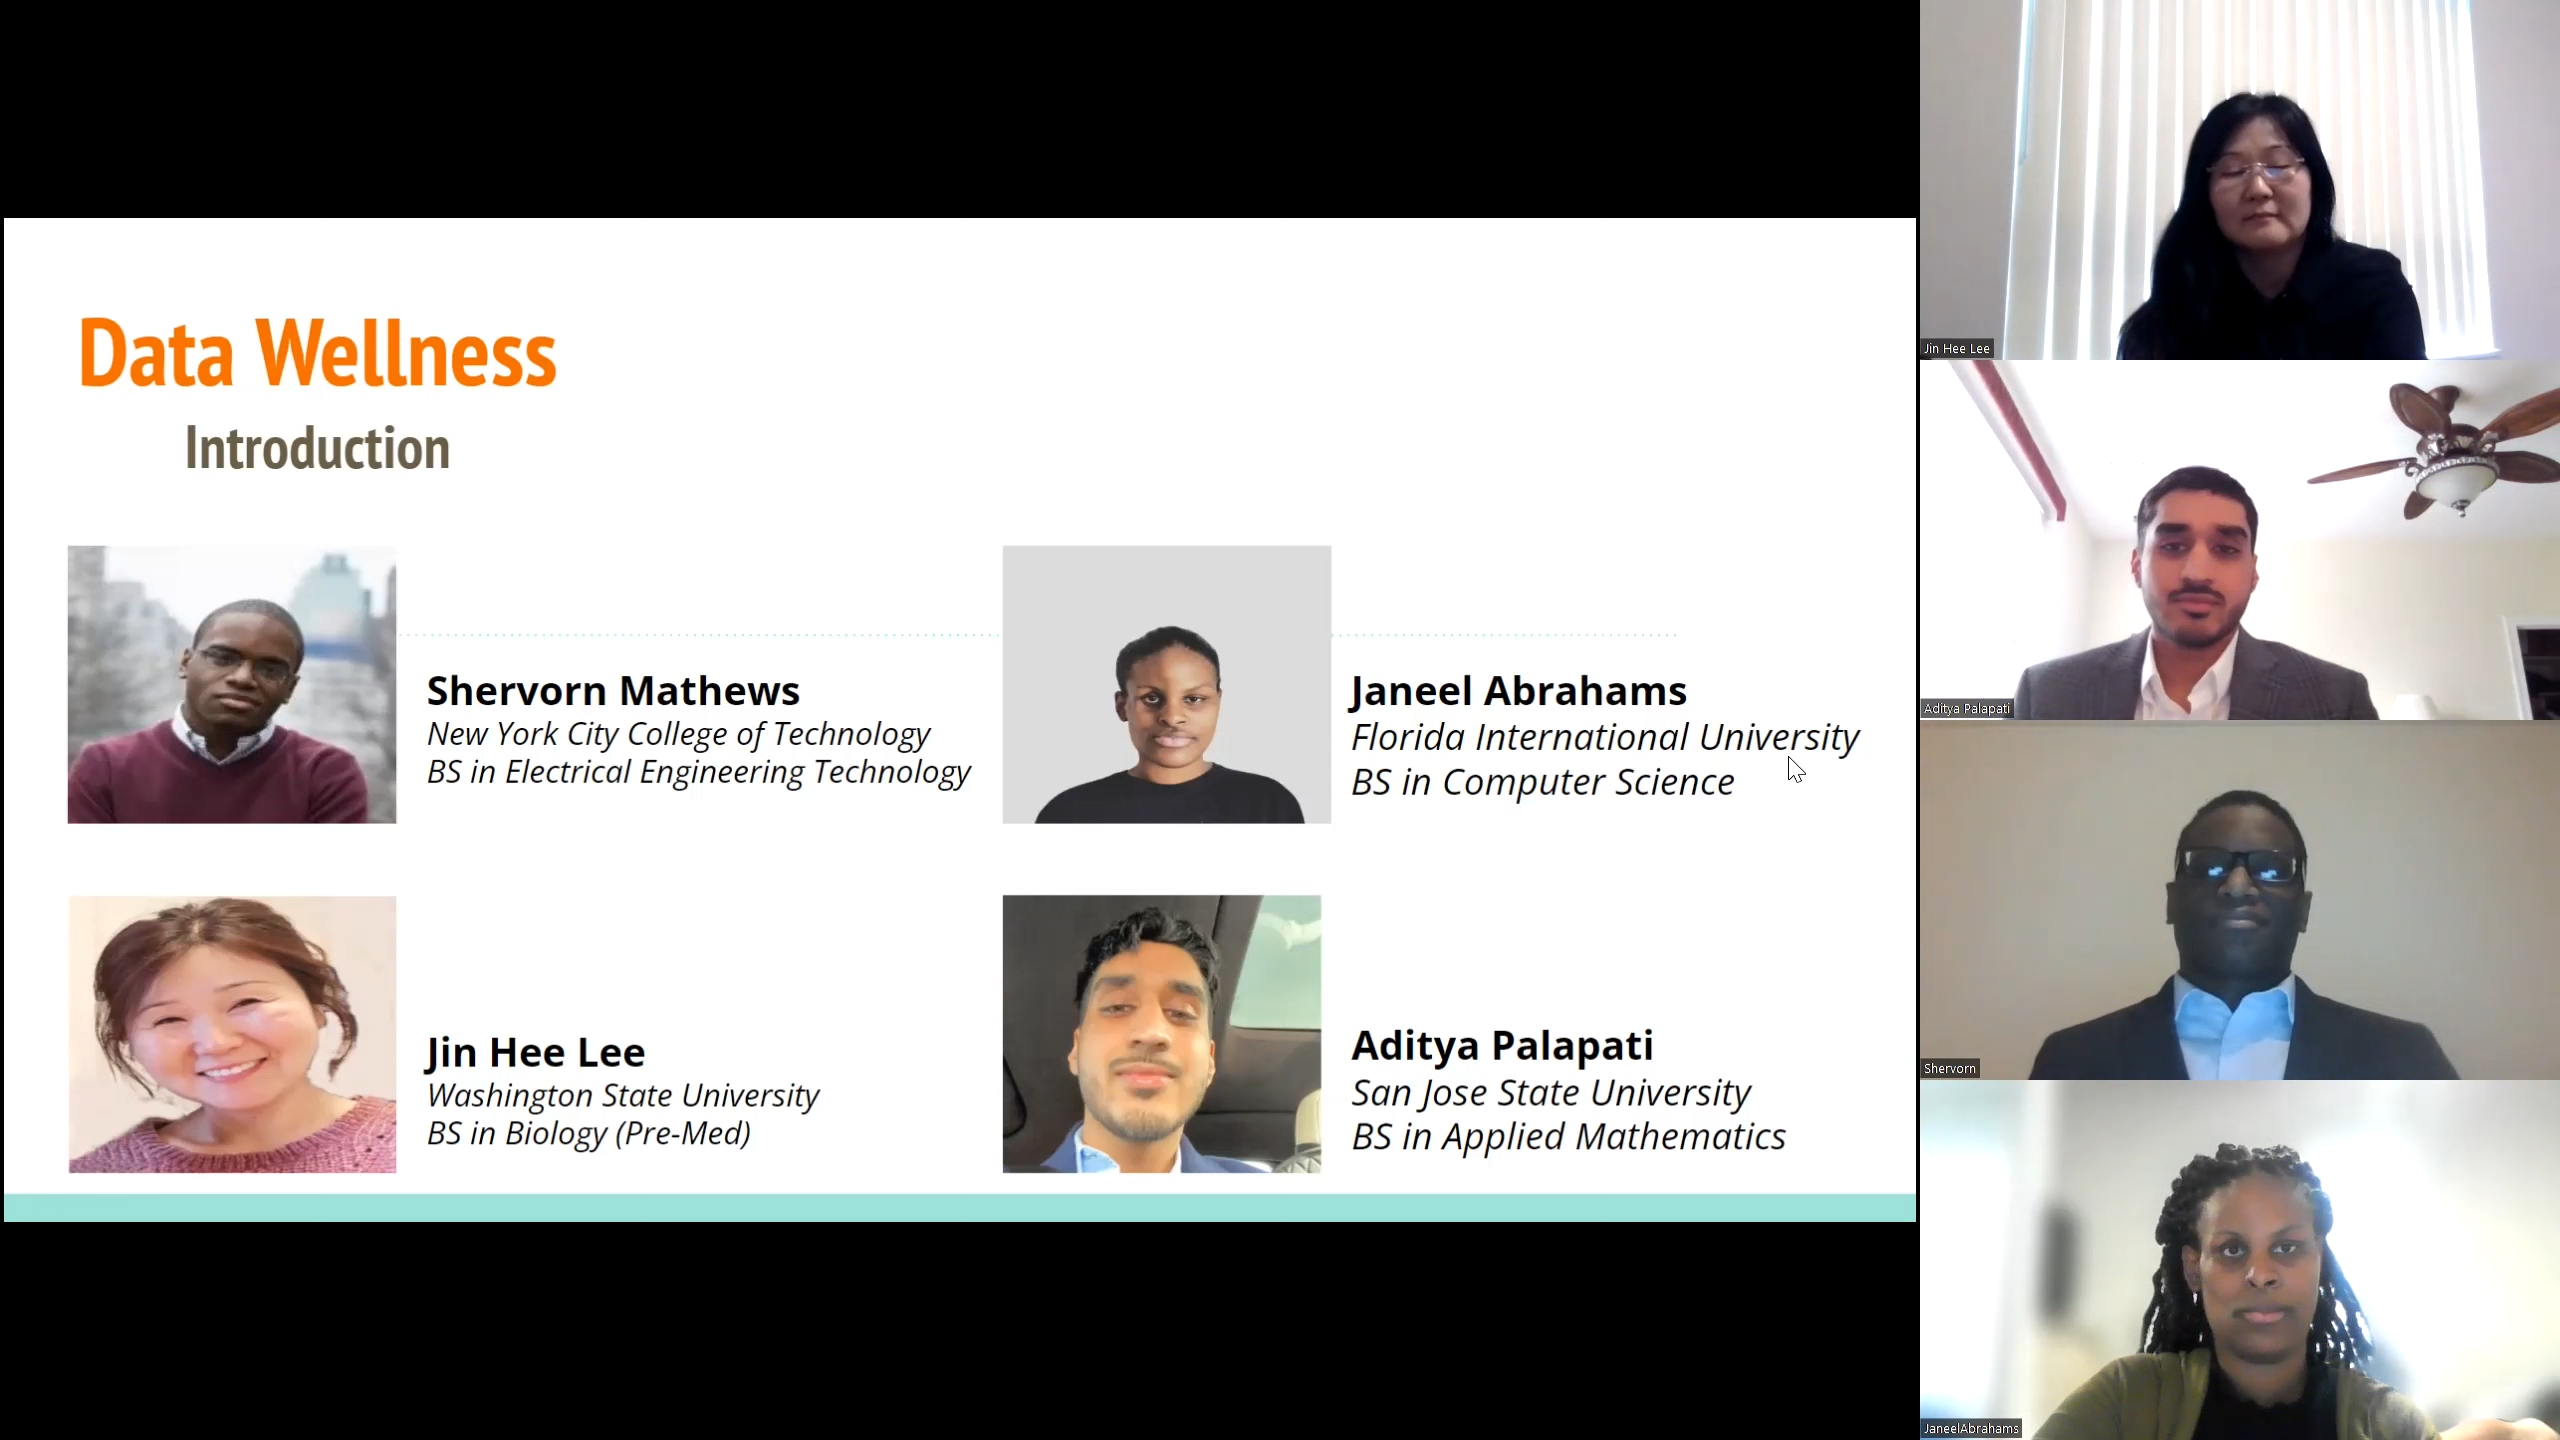 Data Wellness
Introduction
Shervorn Mathews
New York City College of Technology
BS in Electrical Engineering Technology
Janeel Abrahams
Florida International University
BS in Computer Science
Jin Hee Lee
Washington State University
BS in Biology (Pre-Med)
Aditya Palapati
San Jose State University
BS in Applied Mathematics
Jin Hee Lee
Aditya Palapati
Shervorn
JaneelAbrahams